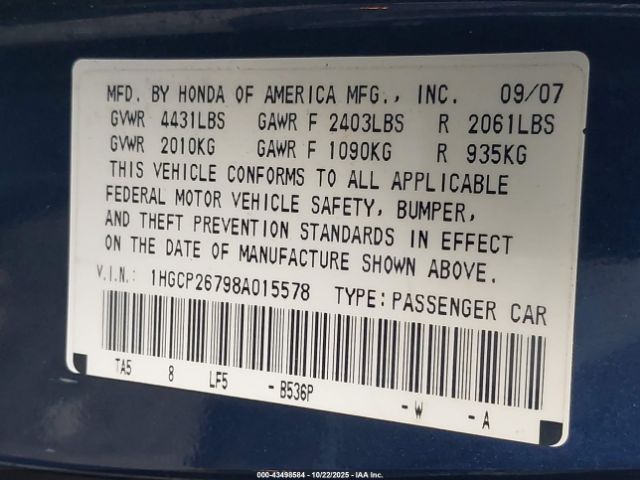 MFD. BY HONDA OF AMERICA MFG., INC. 09/07
GVWR 4431LBS GAWR F 2403LBS R 2061LBS
GVWR 2010KG GAWR F 1090KG R 935KG
THIS VEHICLE CONFORMS TO ALL APPLICABLE
FEDERAL MOTOR VEHICLE SAFETY, BUMPER,
AND THEFT PREVENTION STANDARDS IN EFFECT
ON THE DATE OF MANUFACTURE SHOWN ABOVE.
V.I.N.: 1HGCP26798A015578 TYPE: PASSENGER CAR
TA5 8 LF5 - B536P - W - A
000-43498584 | 10/22/2025 | IAA Inc.